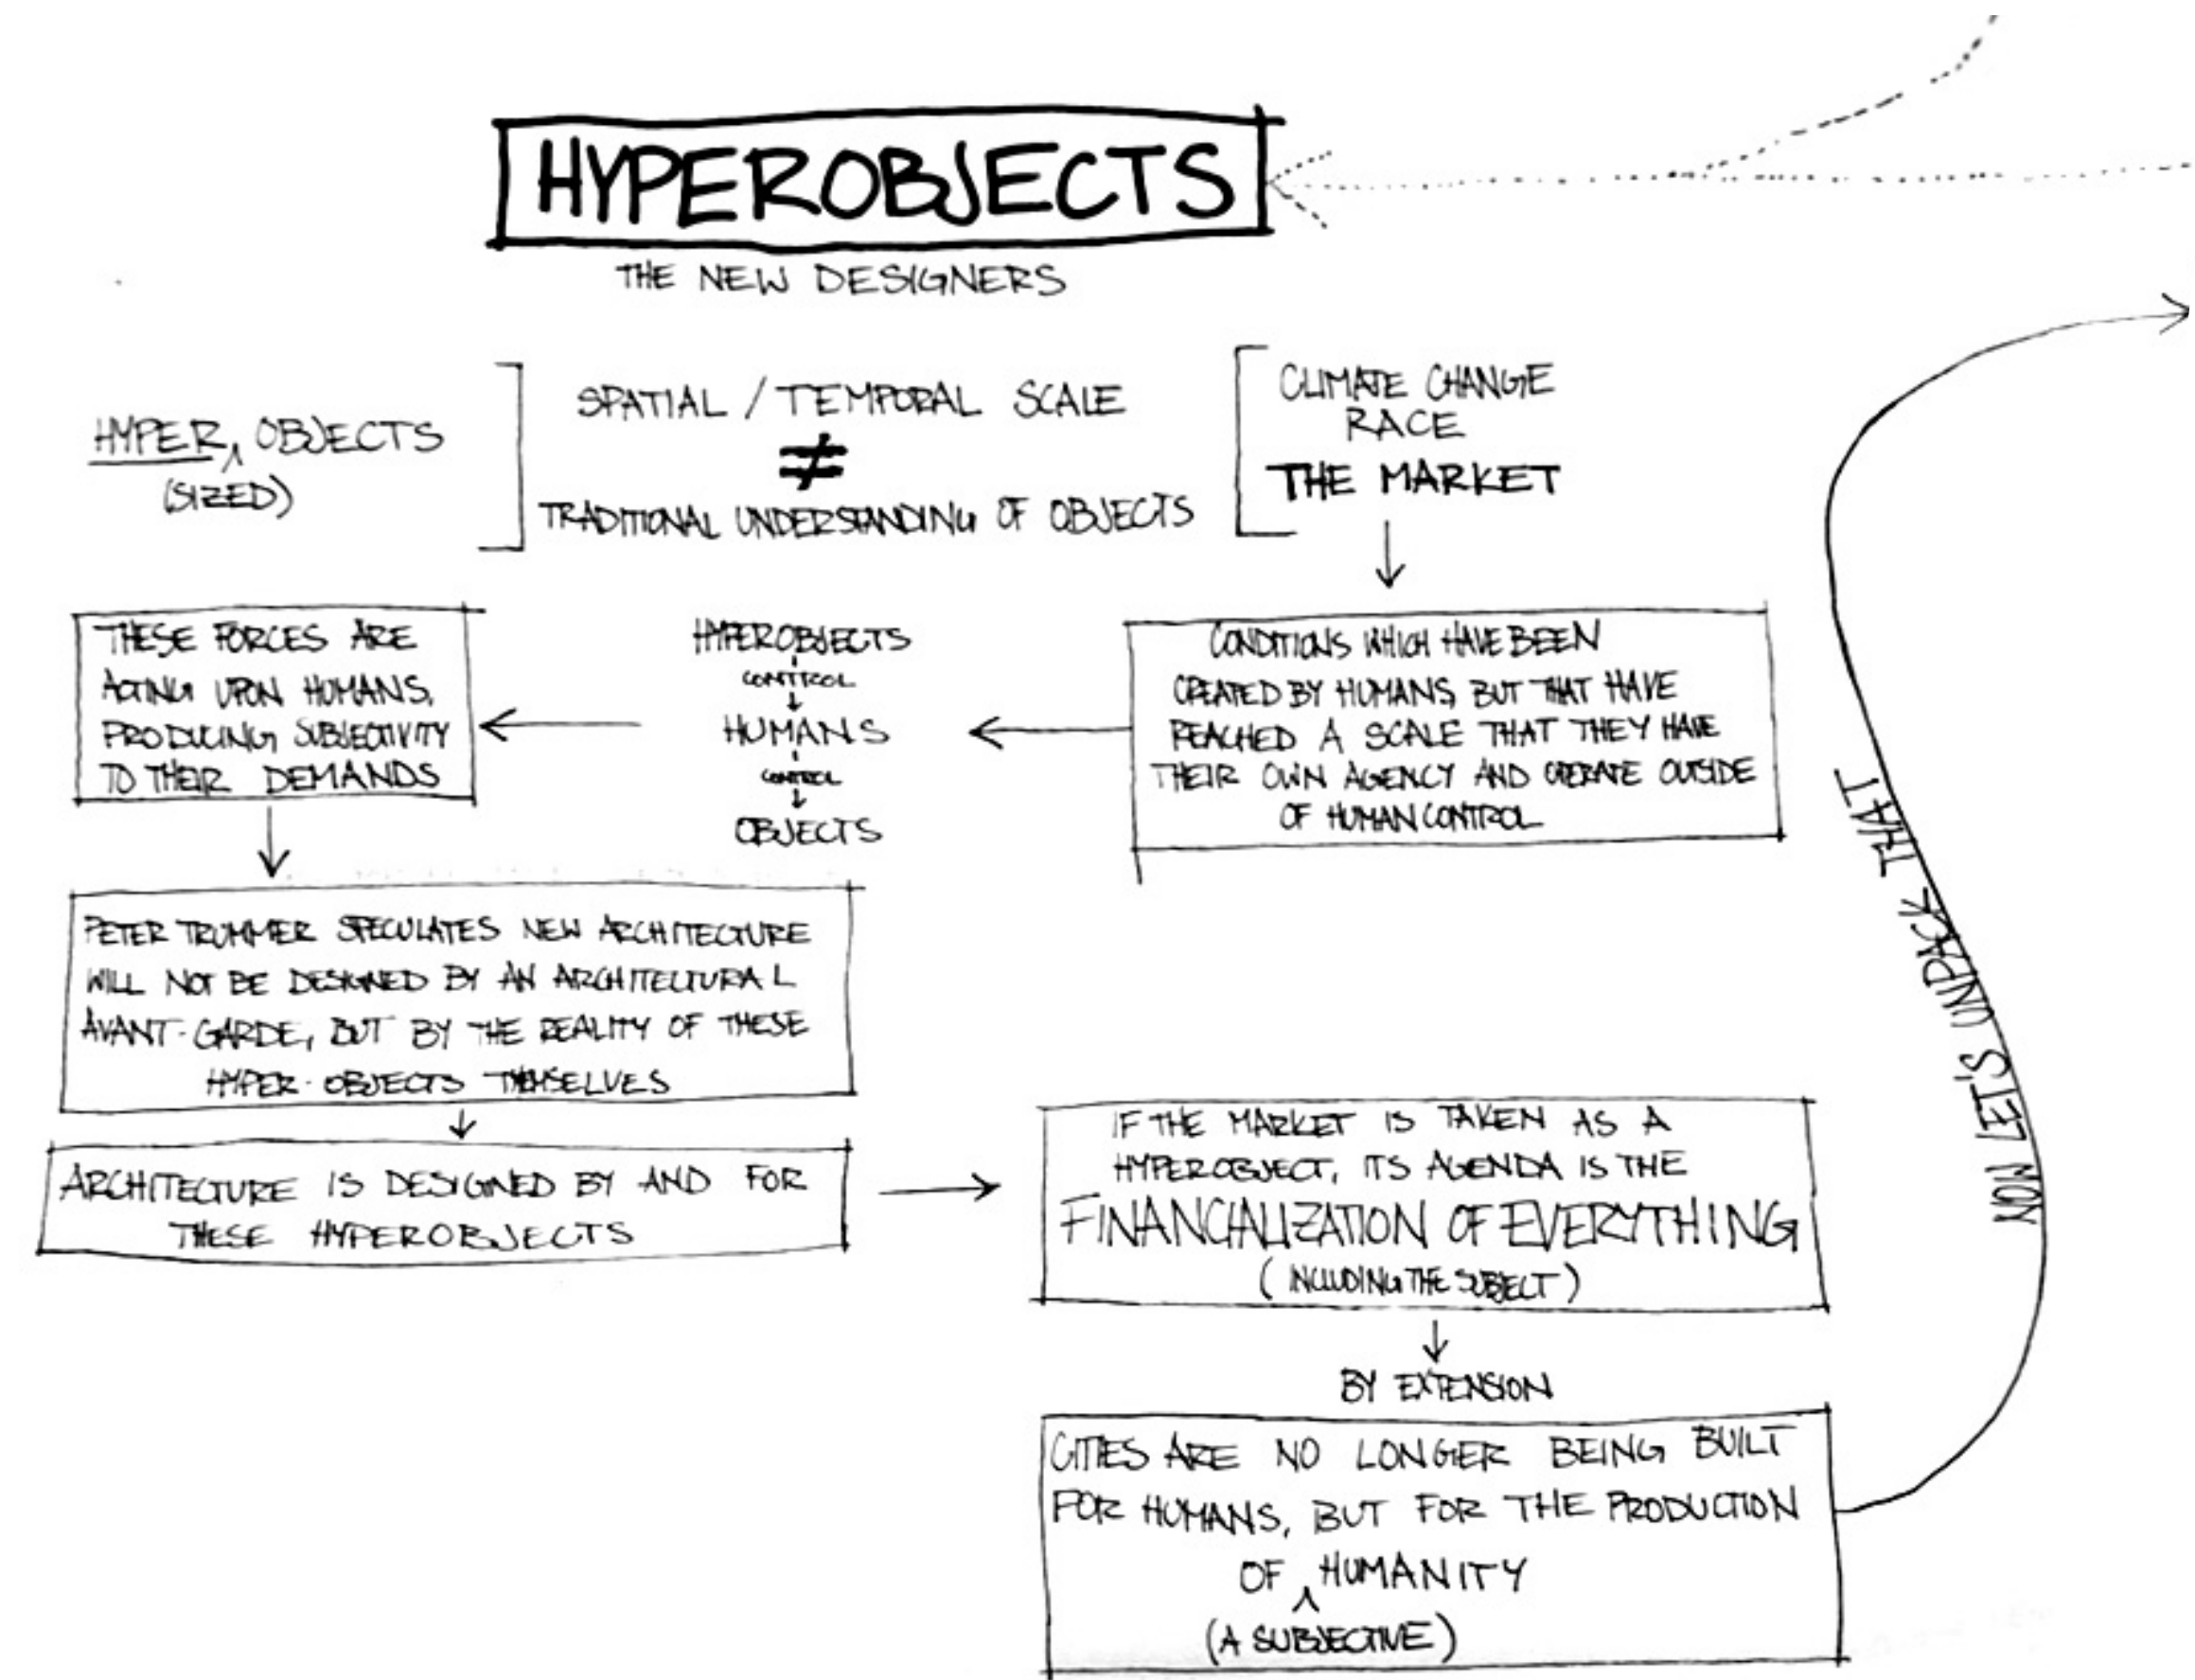 HYPEROBJECTS
THE NEW DESIGNERS
HYPER ^ OBJECTS
(SIZED)
SPATIAL / TEMPORAL SCALE
≠
TRADITIONAL UNDERSTANDING OF OBJECTS
CLIMATE CHANGE
RACE
THE MARKET
CONDITIONS WHICH HAVE BEEN
CREATED BY HUMANS, BUT THAT HAVE
REACHED A SCALE THAT THEY HAVE
THEIR OWN AGENCY AND OPERATE OUTSIDE
OF HUMAN CONTROL
HYPEROBJECTS
CONTROL
HUMANS
CONTROL
OBJECTS
THESE FORCES ARE
ACTING UPON HUMANS,
PRODUCING SUBJECTIVITY
TO THEIR DEMANDS
PETER TRUMMER SPECULATES NEW ARCHITECTURE
WILL NOT BE DESIGNED BY AN ARCHITECTURAL
AVANT-GARDE, BUT BY THE REALITY OF THESE
HYPER-OBJECTS THEMSELVES
ARCHITECTURE IS DESIGNED BY AND FOR
THESE HYPEROBJECTS
IF THE MARKET IS TAKEN AS A
HYPEROBJECT, ITS AGENDA IS THE
FINANCIALIZATION OF EVERYTHING
(INCLUDING THE SUBJECT)
BY EXTENSION
CITIES ARE NO LONGER BEING BUILT
FOR HUMANS, BUT FOR THE PRODUCTION
OF ^ HUMANITY
(A SUBJECTIVE)
NOW LET'S UNPACK THAT